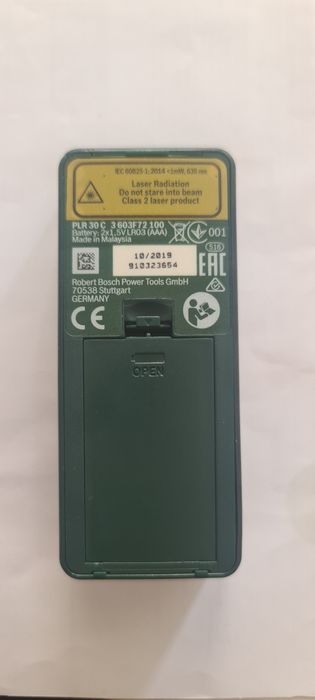 IEC 60825-1: 2014 <1mW, 635 nm
Laser Radiation
Do not stare into beam
Class 2 laser product
PLR 30 C 3 603F72 100
Battery: 2x1,5V LR03 (AAA)
Made in Malaysia
001
S16
10/2019
910323654
EAC
Robert Bosch Power Tools GmbH
70538 Stuttgart
GERMANY
CE
OPEN